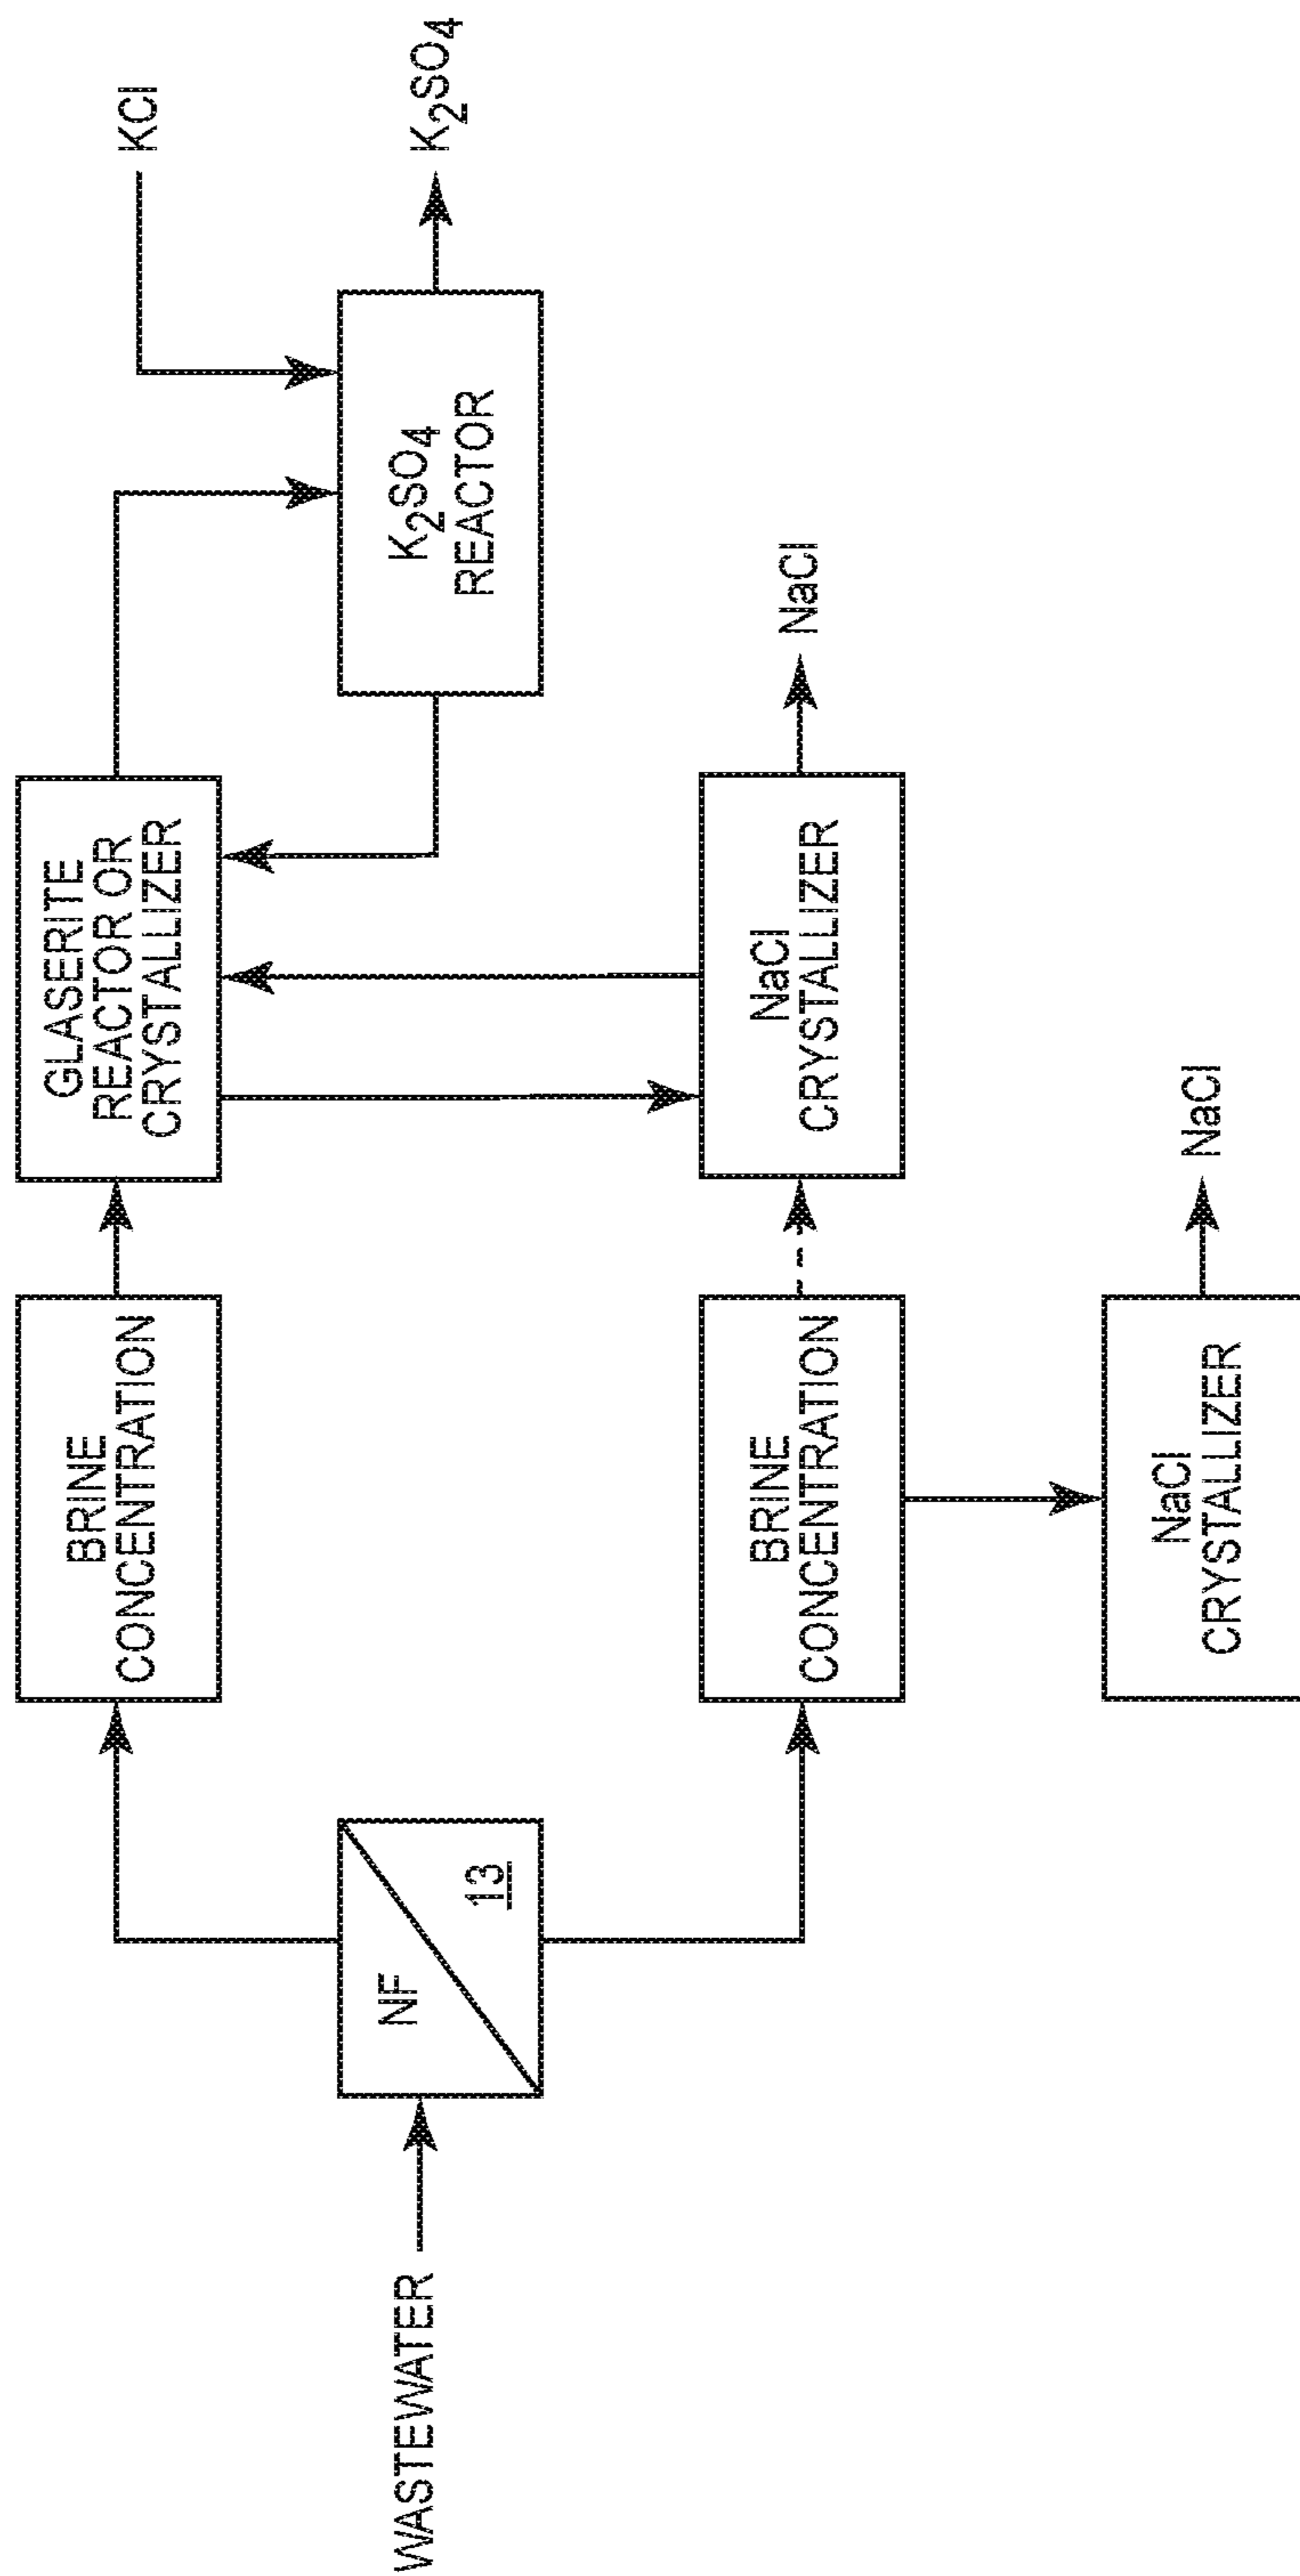 WASTEWATER
NF
13
BRINE
CONCENTRATION
GLASERITE
REACTOR OR
CRYSTALLIZER
KCl
K₂SO₄
REACTOR
K₂SO₄
BRINE
CONCENTRATION
NaCl
CRYSTALLIZER
NaCl
NaCl
CRYSTALLIZER
NaCl